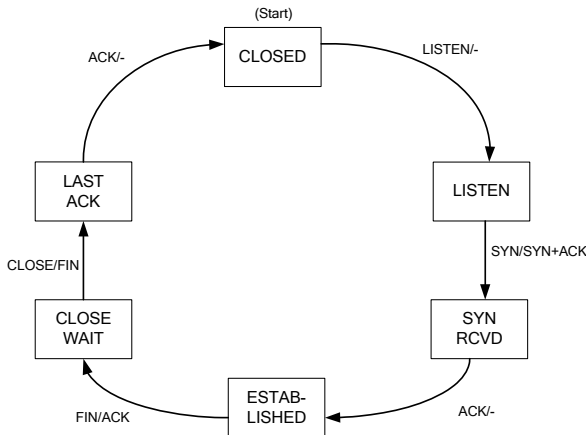 (Start)
CLOSED
LISTEN/-
LISTEN
SYN/SYN+ACK
SYN
RCVD
ACK/-
ESTAB-
LISHED
FIN/ACK
CLOSE
WAIT
CLOSE/FIN
LAST
ACK
ACK/-